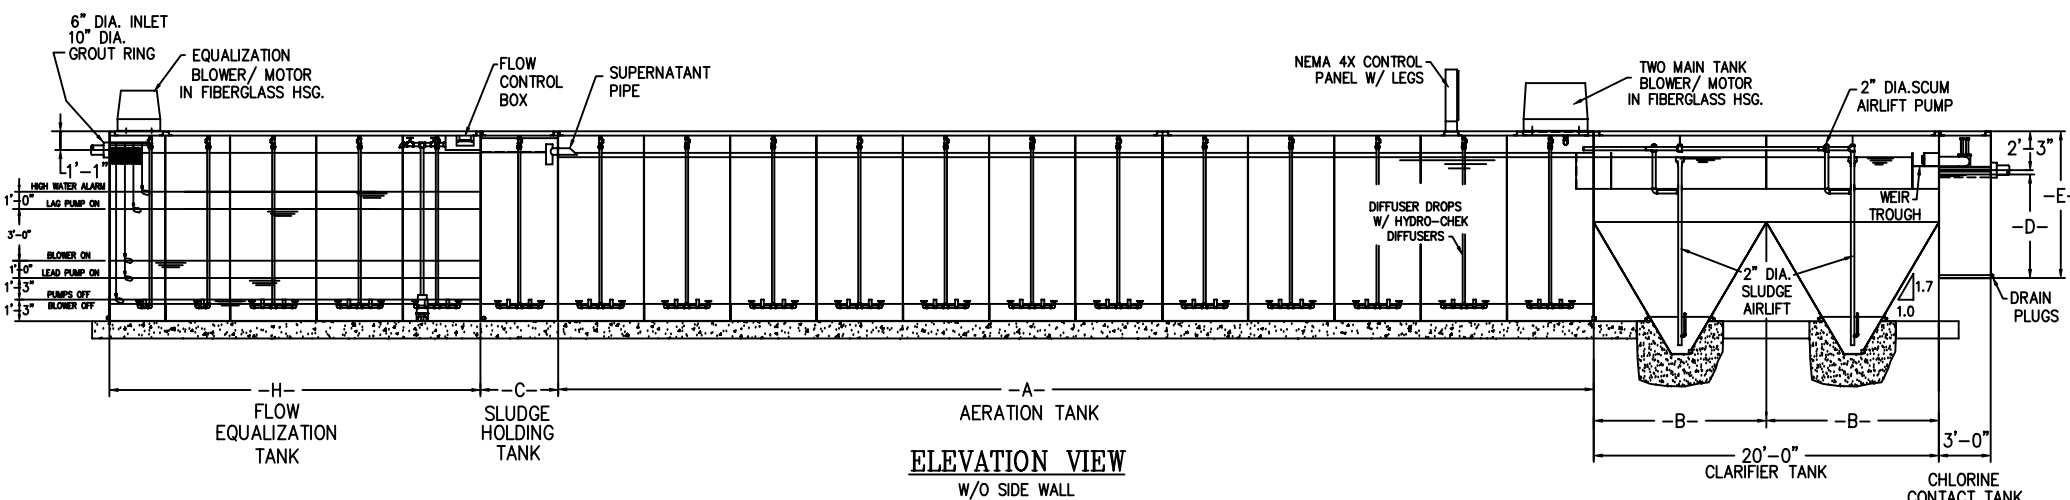 6” DIA. INLET
10” DIA.
GROUT RING
EQUALIZATION
BLOWER/ MOTOR
IN FIBERGLASS HSG.
FLOW
CONTROL
BOX
SUPERNATANT
PIPE
NEMA 4X CONTROL
PANEL W/ LEGS
TWO MAIN TANK
BLOWER/ MOTOR
IN FIBERGLASS HSG.
2” DIA.SCUM
AIRLIFT PUMP
1’-1”
HIGH WATER ALARM
1’-0”
LAG PUMP ON
3’-0”
BLOWER ON
1’-0”
LEAD PUMP ON
1’-3”
PUMPS OFF
1’-3”
BLOWER OFF
DIFFUSER DROPS
W/ HYDRO-CHEK
DIFFUSERS
2’-3”
WEIR
TROUGH
-E-
-D-
2” DIA.
SLUDGE
AIRLIFT
1.7
1.0
DRAIN
PLUGS
-H-
FLOW
EQUALIZATION
TANK
-C-
SLUDGE
HOLDING
TANK
-A-
AERATION TANK
-B-
-B-
20’-0”
CLARIFIER TANK
3’-0”
CHLORINE
CONTACT TANK
ELEVATION VIEW
W/O SIDE WALL